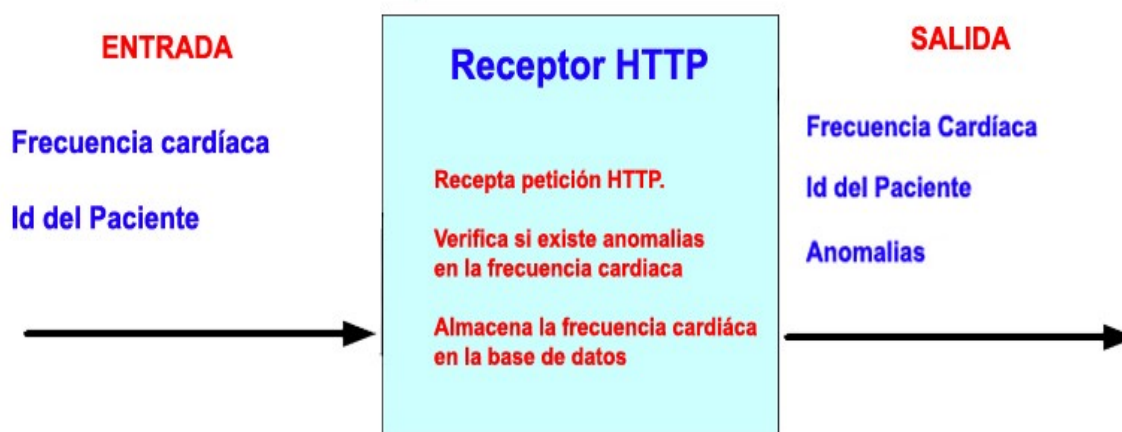 ENTRADA
Frecuencia cardíaca
Id del Paciente
Receptor HTTP
Recepta petición HTTP.
Verifica si existe anomalias
en la frecuencia cardiaca
Almacena la frecuencia cardiáca
en la base de datos
SALIDA
Frecuencia Cardíaca
Id del Paciente
Anomalias